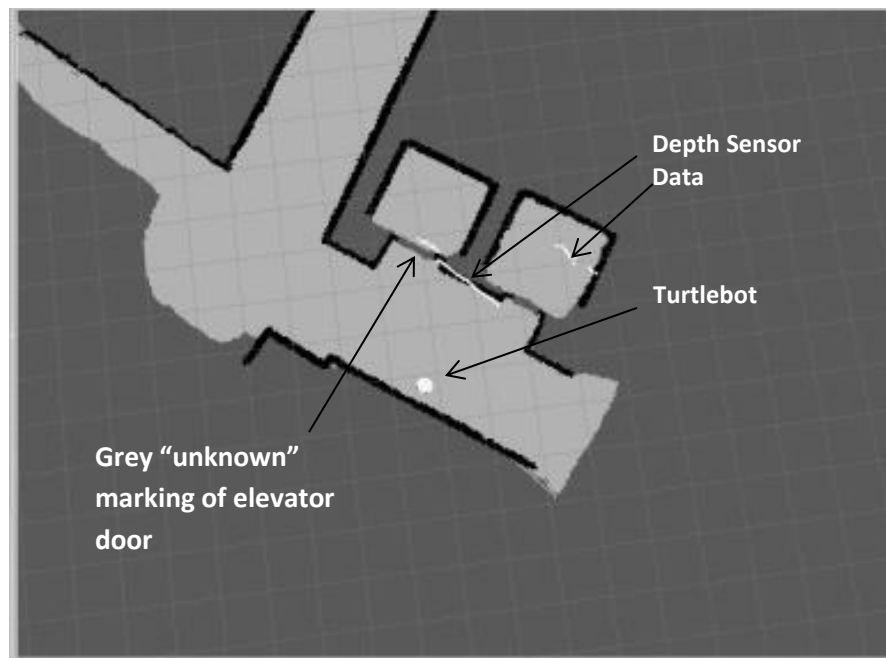 Depth Sensor
Data
Turtlebot
Grey “unknown”
marking of elevator
door